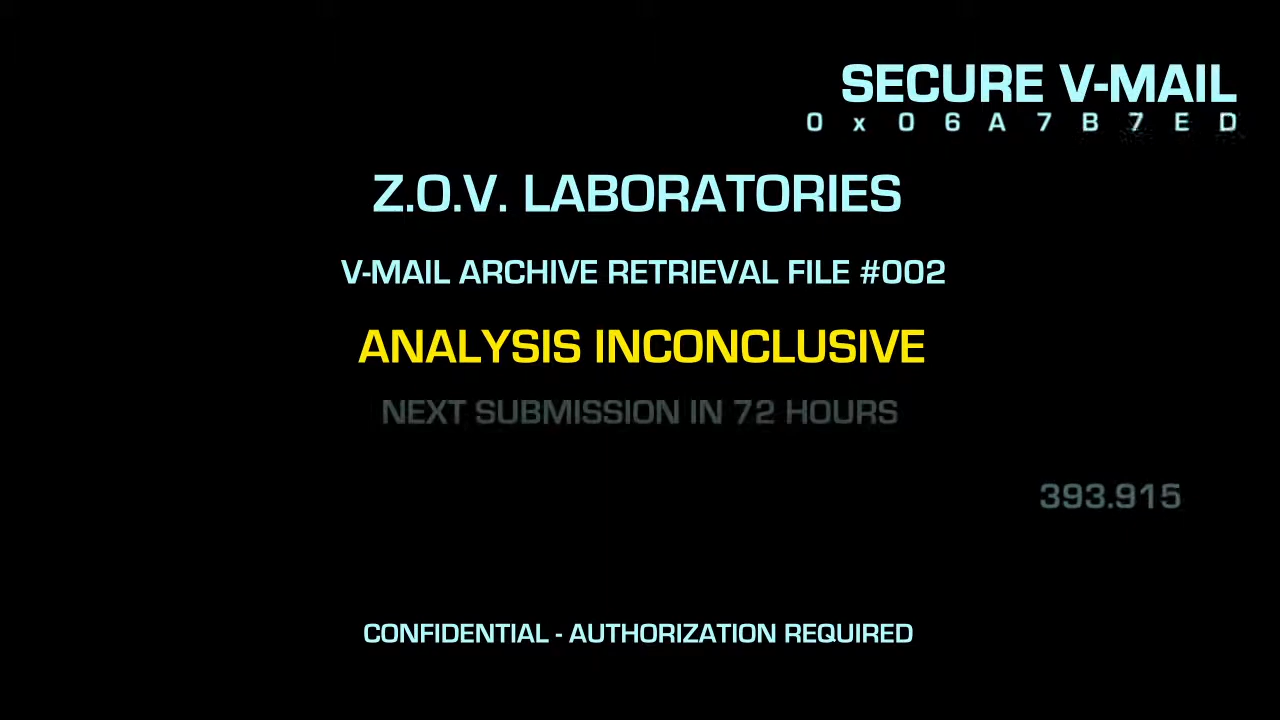 SECURE V-MAIL
0x06A7B7ED
Z.O.V. LABORATORIES
V-MAIL ARCHIVE RETRIEVAL FILE #002
ANALYSIS INCONCLUSIVE
NEXT SUBMISSION IN 72 HOURS
393.915
CONFIDENTIAL - AUTHORIZATION REQUIRED